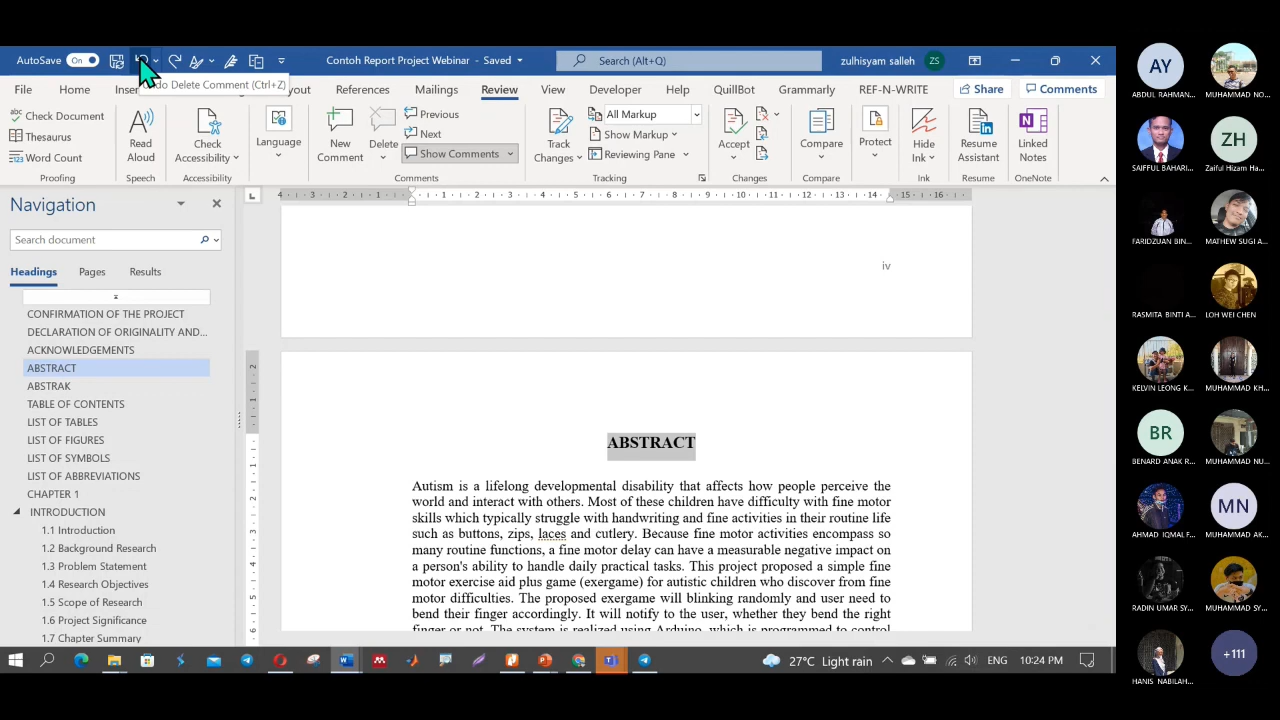 AutoSave On Contoh Report Project Webinar - Saved Search (Alt+Q) zulhisyam salleh ZS
Undo Delete Comment (Ctrl+Z)
File Home References Mailings Review View Developer Help QuillBot Grammarly REF-N-WRITE Share Comments
Check Document
Thesaurus
Word Count
Proofing
Read Aloud
Speech
Check Accessibility
Accessibility
Language
New Comment
Delete
Previous
Next
Show Comments
Comments
Track Changes
All Markup
Show Markup
Reviewing Pane
Tracking
Accept
Changes
Compare
Compare
Protect
Hide Ink
Ink
Resume Assistant
Resume
Linked Notes
OneNote
Navigation
Search document
Headings Pages Results
CONFIRMATION OF THE PROJECT
DECLARATION OF ORIGINALITY AND...
ACKNOWLEDGEMENTS
ABSTRACT
ABSTRAK
TABLE OF CONTENTS
LIST OF TABLES
LIST OF FIGURES
LIST OF SYMBOLS
LIST OF ABBREVIATIONS
CHAPTER 1
INTRODUCTION
1.1 Introduction
1.2 Background Research
1.3 Problem Statement
1.4 Research Objectives
1.5 Scope of Research
1.6 Project Significance
1.7 Chapter Summary
iv
ABSTRACT
Autism is a lifelong developmental disability that affects how people perceive the
world and interact with others. Most of these children have difficulty with fine motor
skills which typically struggle with handwriting and fine activities in their routine life
such as buttons, zips, laces and cutlery. Because fine motor activities encompass so
many routine functions, a fine motor delay can have a measurable negative impact on
a person's ability to handle daily practical tasks. This project proposed a simple fine
motor exercise aid plus game (exergame) for autistic children who discover from fine
motor difficulties. The proposed exergame will blinking randomly and user need to
bend their finger accordingly. It will notify to the user, whether they bend the right
finger or not. The system is realized using Arduino, which is programmed to control
27°C Light rain ENG 10:24 PM
AY
ABDUL RAHMAN...
MUHAMMAD NO...
SAIFFUL BAHARI...
ZH
Zaiful Hizam Ha...
FARIDZUAN BIN...
MATHEW SUGI A...
RASMITA BINTI A...
LOH WEI CHEN
KELVIN LEONG K...
MUHAMMAD KH...
BR
BENARD ANAK R...
MUHAMMAD NU...
AHMAD IQMAL F...
MN
MUHAMMAD AK...
RADIN UMAR SY...
MUHAMMAD SY...
HANIS NABILAH...
+111